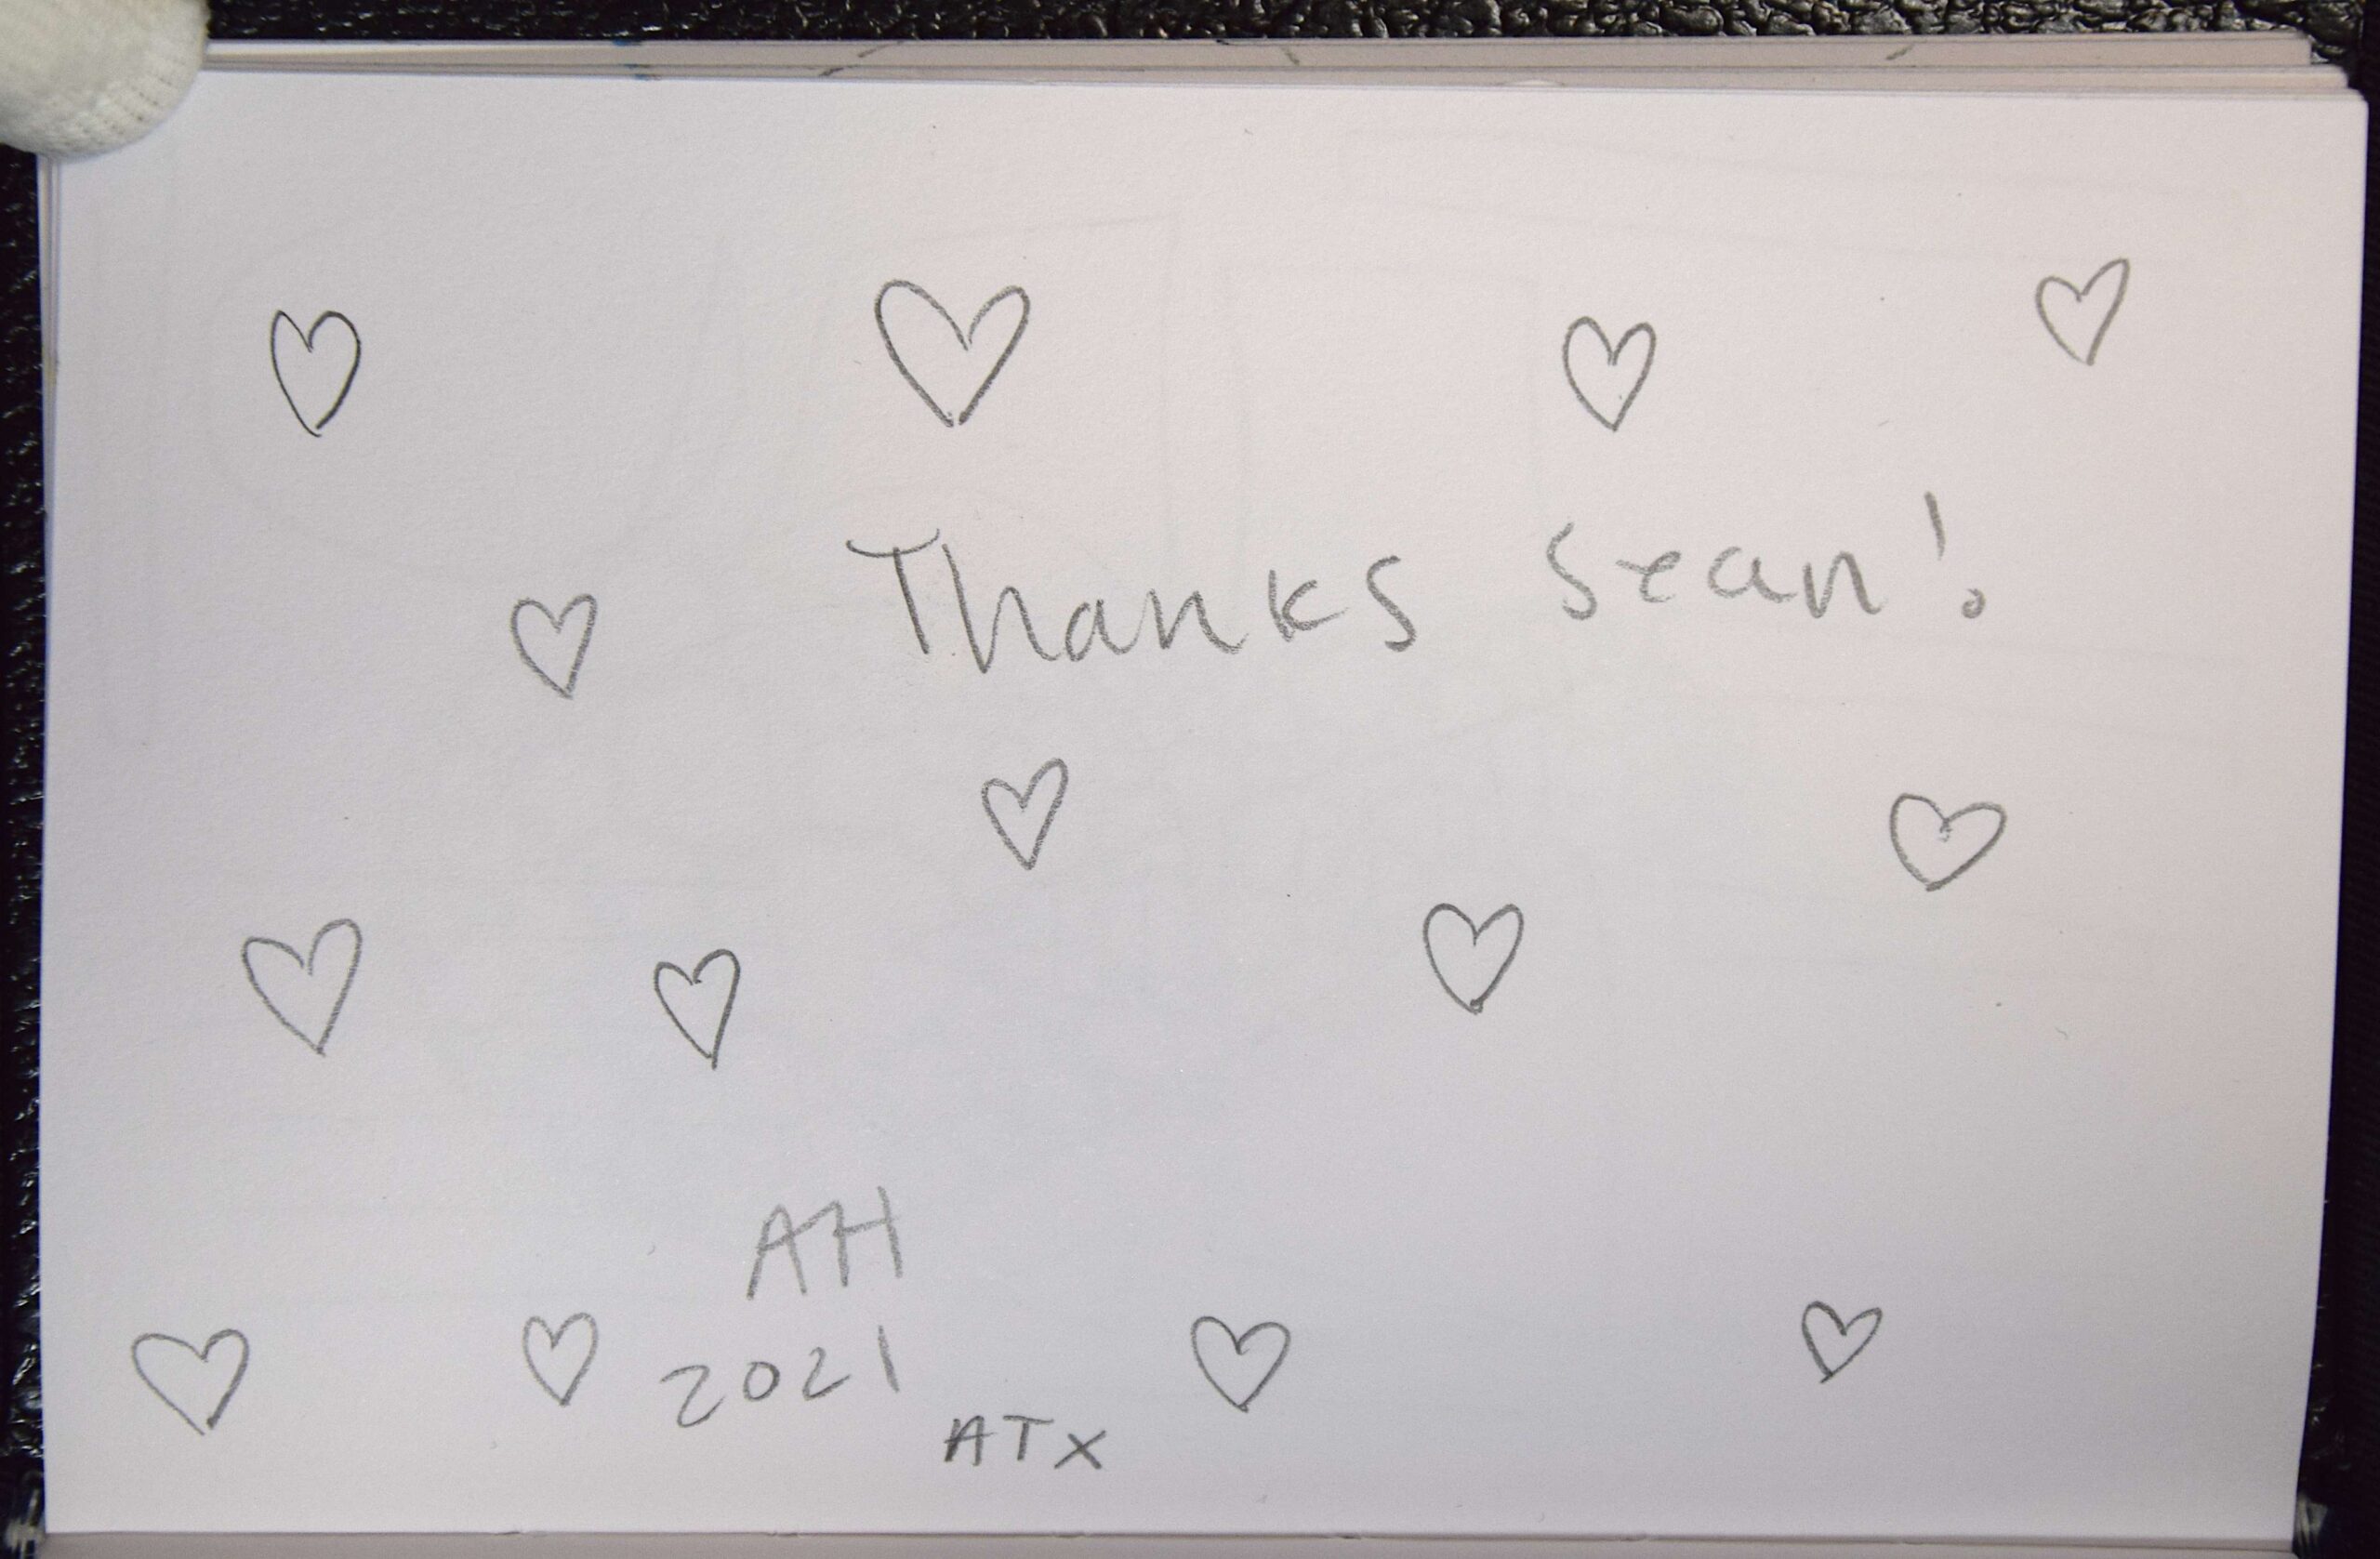 Thanks Sean!
AH
2021
ATX